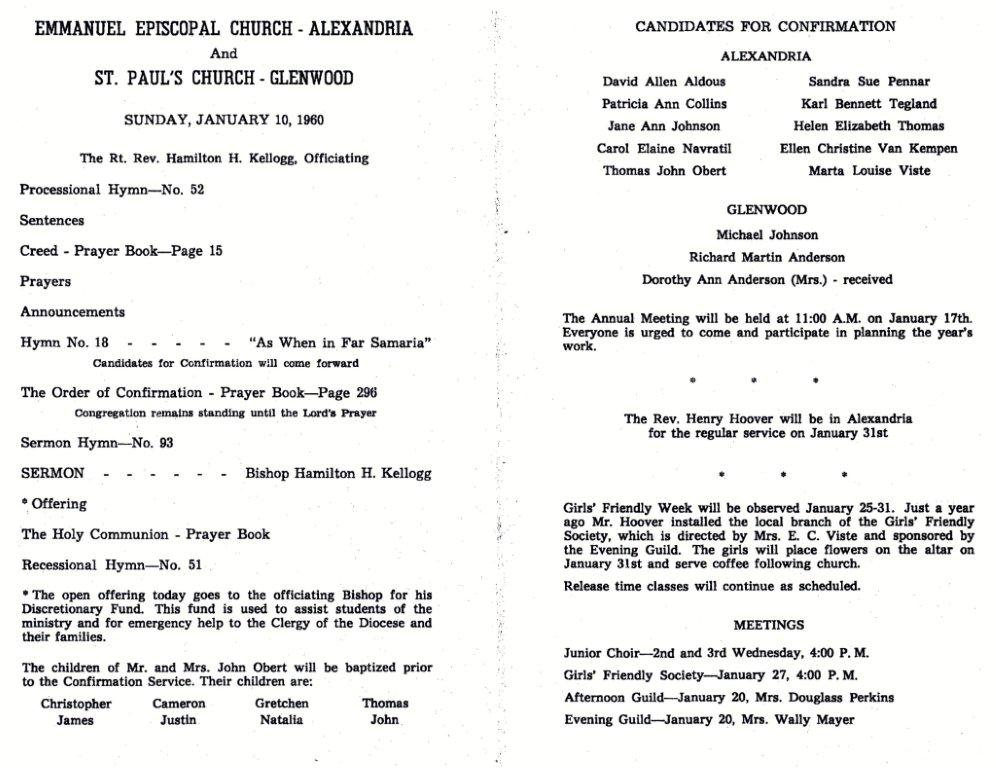 EMMANUEL EPISCOPAL CHURCH - ALEXANDRIA
And
ST. PAUL'S CHURCH - GLENWOOD
SUNDAY, JANUARY 10, 1960
The Rt. Rev. Hamilton H. Kellogg, Officiating
Processional Hymn—No. 52
Sentences
Creed - Prayer Book—Page 15
Prayers
Announcements
Hymn No. 18 - - - - - "As When in Far Samaria"
Candidates for Confirmation will come forward
The Order of Confirmation - Prayer Book—Page 296
Congregation remains standing until the Lord's Prayer
Sermon Hymn—No. 93
SERMON - - - - - - Bishop Hamilton H. Kellogg
* Offering
The Holy Communion - Prayer Book
Recessional Hymn—No. 51
* The open offering today goes to the officiating Bishop for his
Discretionary Fund. This fund is used to assist students of the
ministry and for emergency help to the Clergy of the Diocese and
their families.
The children of Mr. and Mrs. John Obert will be baptized prior
to the Confirmation Service. Their children are:
Christopher Cameron Gretchen Thomas
James Justin Natalia John
CANDIDATES FOR CONFIRMATION
ALEXANDRIA
David Allen Aldous Sandra Sue Pennar
Patricia Ann Collins Karl Bennett Tegland
Jane Ann Johnson Helen Elizabeth Thomas
Carol Elaine Navratil Ellen Christine Van Kempen
Thomas John Obert Marta Louise Viste
GLENWOOD
Michael Johnson
Richard Martin Anderson
Dorothy Ann Anderson (Mrs.) - received
The Annual Meeting will be held at 11:00 A.M. on January 17th.
Everyone is urged to come and participate in planning the year's
work.
* * *
The Rev. Henry Hoover will be in Alexandria
for the regular service on January 31st
* * *
Girls' Friendly Week will be observed January 25-31. Just a year
ago Mr. Hoover installed the local branch of the Girls' Friendly
Society, which is directed by Mrs. E. C. Viste and sponsored by
the Evening Guild. The girls will place flowers on the altar on
January 31st and serve coffee following church.
Release time classes will continue as scheduled.
MEETINGS
Junior Choir—2nd and 3rd Wednesday, 4:00 P. M.
Girls' Friendly Society—January 27, 4:00 P. M.
Afternoon Guild—January 20, Mrs. Douglass Perkins
Evening Guild—January 20, Mrs. Wally Mayer